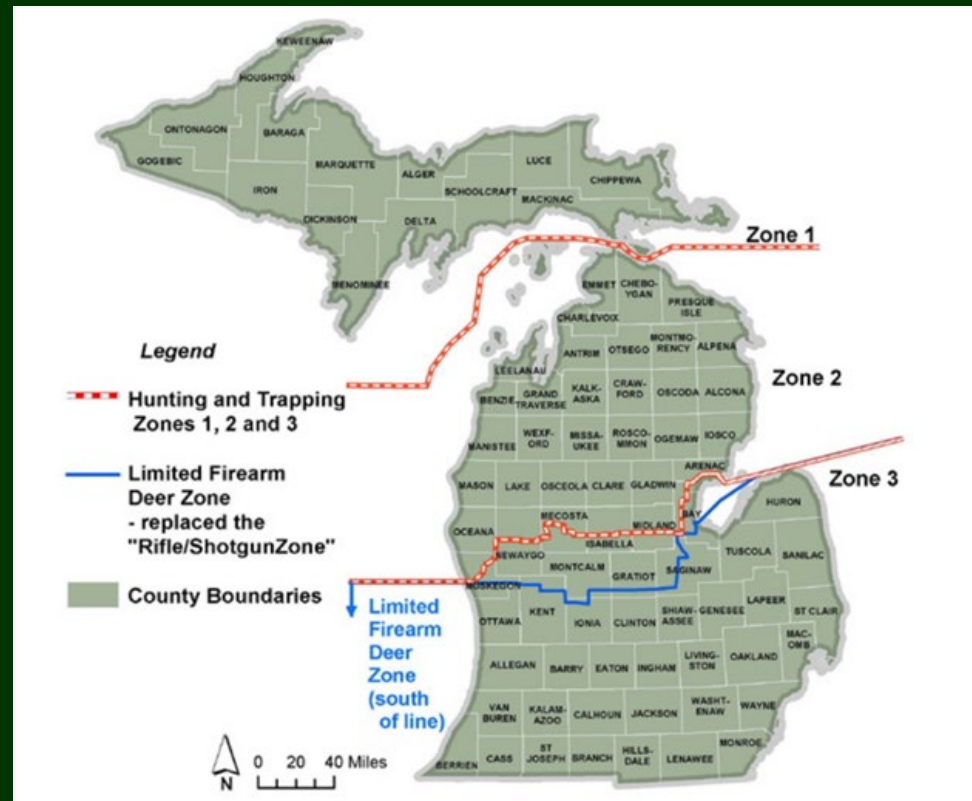 KEWEENAW
HOUGHTON
ONTONAGON
BARAGA
GOGEBIC
MARQUETTE
LUCE
ALGER
CHIPPEWA
IRON
SCHOOLCRAFT
MACKINAC
DICKINSON
DELTA
Zone 1
MENOMINEE
EMMET
CHEBO-
YGAN
PRESQUE
ISLE
CHARLEVOIX
Legend
ANTRIM
OTSEGO
MONTMO-
RENCY
ALPENA
LEELANAU
Hunting and Trapping
Zones 1, 2 and 3
BENZIE
GRAND
TRAVERSE
KALK-
ASKA
CRAW-
FORD
OSCODA
ALCONA
Zone 2
MANISTEE
WEXF-
ORD
MISSA-
UKEE
ROSCO-
MMON
OGEMAW
IOSCO
Limited Firearm
Deer Zone
- replaced the
"Rifle/ShotgunZone"
MASON
LAKE
OSCEOLA
CLARE
GLADWIN
ARENAC
Zone 3
HURON
OCEANA
MECOSTA
MIDLAND
BAY
NEWAYGO
ISABELLA
TUSCOLA
SANILAC
County Boundaries
MUSKEGON
MONTCALM
GRATIOT
SAGINAW
Limited
Firearm
Deer
Zone
(south
of line)
OTTAWA
KENT
IONIA
CLINTON
SHIAW-
ASSEE
GENESEE
LAPEER
ST CLAIR
ALLEGAN
BARRY
EATON
INGHAM
LIVING-
STON
OAKLAND
MAC-
OMB
VAN
BUREN
KALAM-
AZOO
CALHOUN
JACKSON
WASHT-
ENAW
WAYNE
BERRIEN
CASS
ST
JOSEPH
BRANCH
HILLS-
DALE
LENAWEE
MONROE
N
0 20 40 Miles